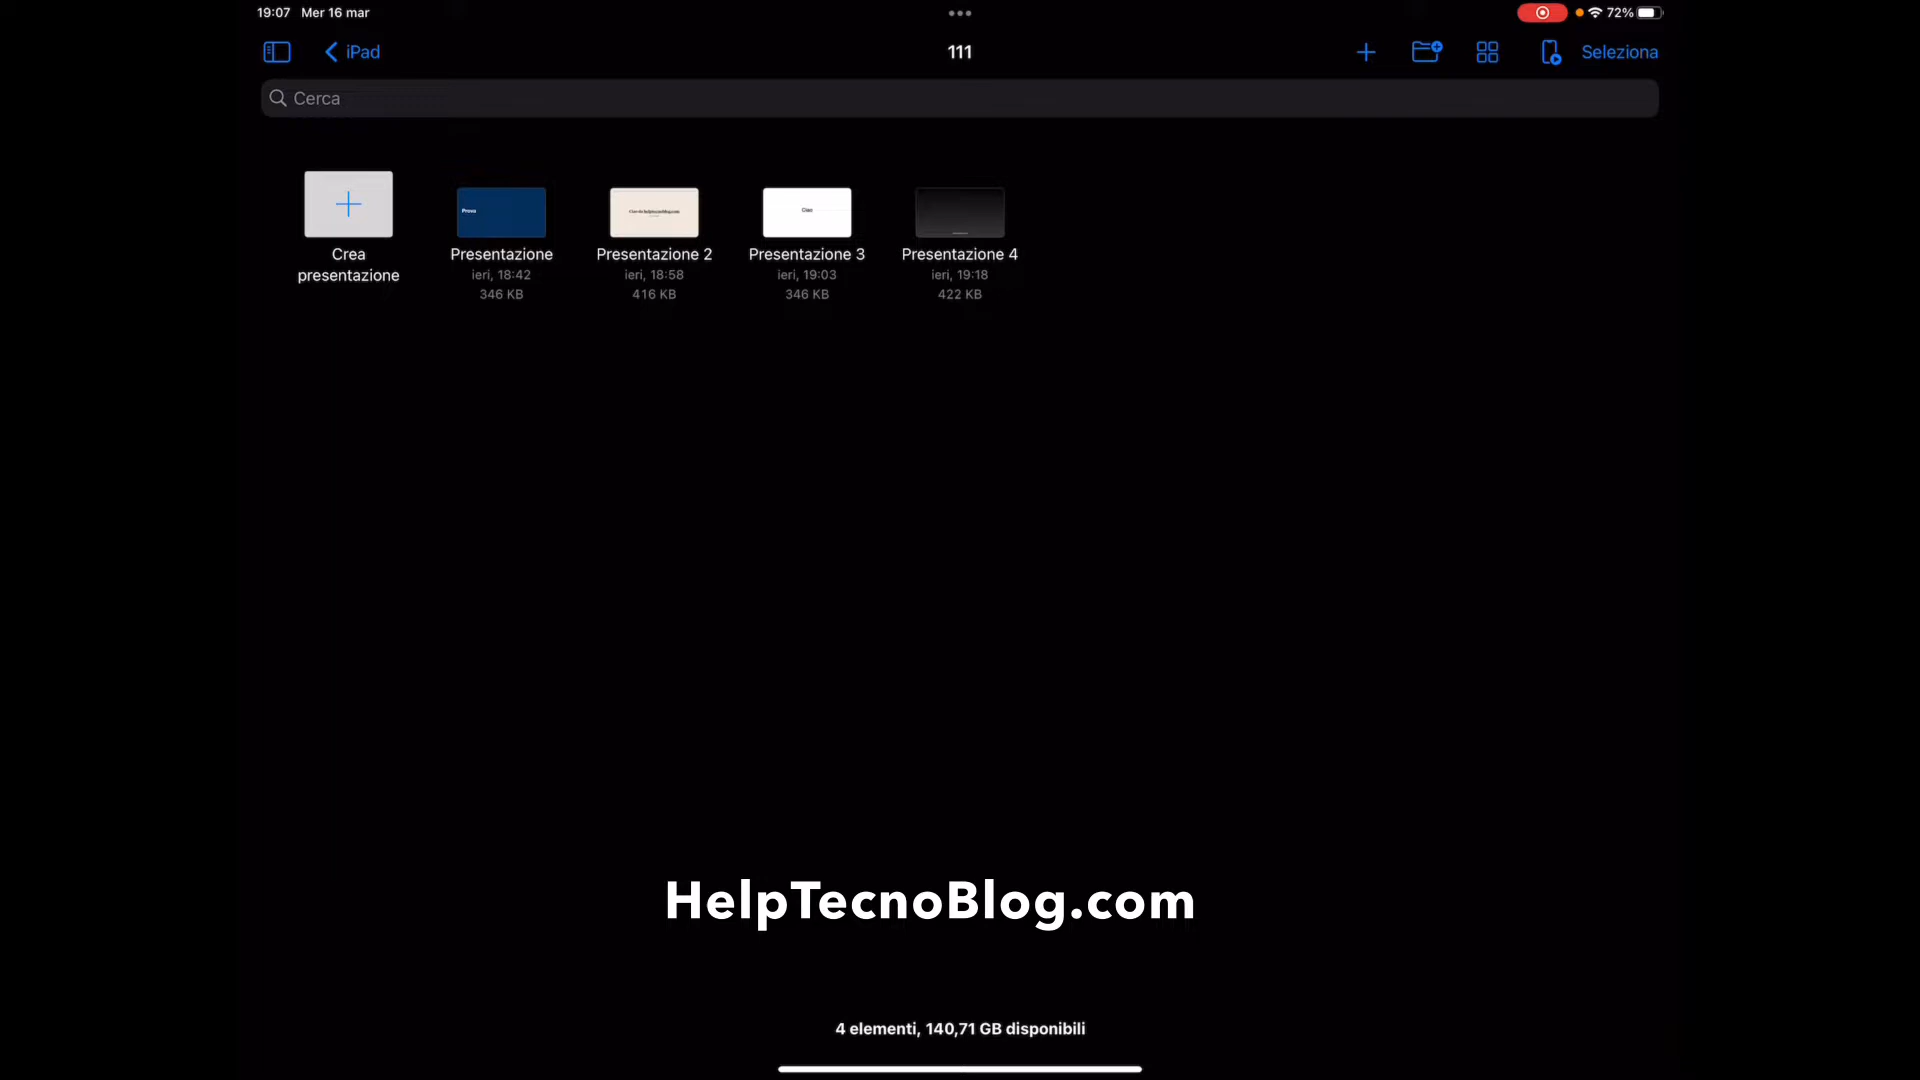 19:07 Mer 16 mar
72%
iPad
111
Seleziona
Cerca
Prova
Ciao
Crea
presentazione
Presentazione
ieri, 18:42
346 KB
Presentazione 2
ieri, 18:58
416 KB
Presentazione 3
ieri, 19:03
346 KB
Presentazione 4
ieri, 19:18
422 KB
HelpTecnoBlog.com
4 elementi, 140,71 GB disponibili